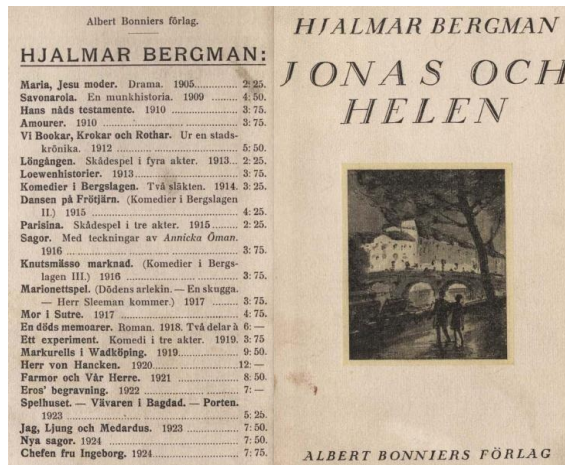 Albert Bonniers förlag.
HJALMAR BERGMAN:
Maria, Jesu moder. Drama. 1905.............. 2: 25.
Savonarola. En munkhistoria. 1909 ....... 4: 50.
Hans nåds testamente. 1910 ................. 3: 75.
Amourer. 1910 ................................... 3: 75.
Vi Bookar, Krokar och Rothar. Ur en stads-
krönika. 1912 ................................ 5: 50.
Löngången. Skådespel i fyra akter. 1913... 2: 25.
Loewenhistorier. 1913............................ 3: 75.
Komedier i Bergslagen. Två släkten. 1914. 3: 25.
Dansen på Frötjärn. (Komedier i Bergslagen
II.) 1915 ....................................... 4: 25.
Parisina. Skådespel i tre akter. 1915....... 2: 25.
Sagor. Med teckningar av Annicka Öman.
1916 ............................................. 3: 75.
Knutsmässo marknad. (Komedier i Bergs-
lagen III.) 1916 .............................. 3: 75.
Marionettspel. (Dödens arlekin. — En skugga.
— Herr Sleeman kommer.) 1917 ........ 3: 75.
Mor i Sutre. 1917 ................................ 4: 75.
En döds memoarer. Roman. 1918. Två delar à 6: —
Ett experiment. Komedi i tre akter. 1919. 3: 75
Markurells i Wadköping. 1919................. 9: 50.
Herr von Hancken. 1920........................12: —
Farmor och Vår Herre. 1921 ................. 8: 50.
Eros' begravning. 1922 ......................... 7: —
Spelhuset. — Vävaren i Bagdad. — Porten.
1923 ............................................. 5: 25.
Jag, Ljung och Medardus. 1923 ............. 7: 50.
Nya sagor. 1924 .................................. 7: 50.
Chefen fru Ingeborg. 1924...................... 7: 75.
HJALMAR BERGMAN
JONAS OCH
HELEN
ALBERT BONNIERS FÖRLAG